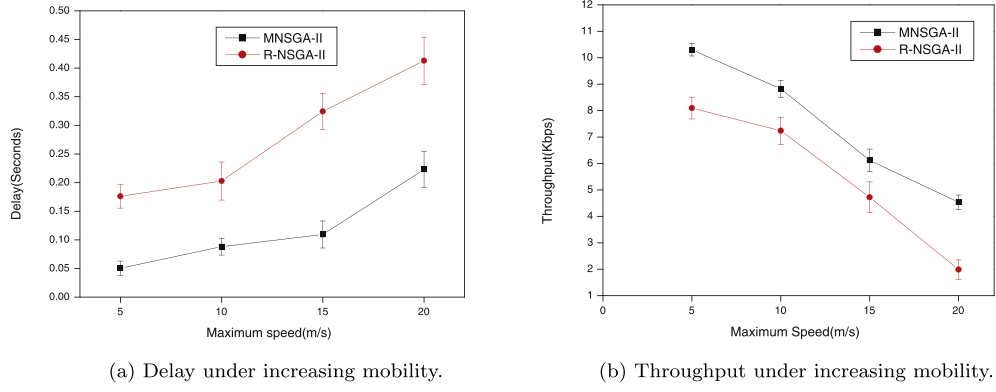 0.50
0.45
0.40
0.35
0.30
0.25
0.20
0.15
0.10
0.05
0.00
Delay(Seconds)
MNSGA-II
R-NSGA-II
5 10 15 20
Maximum speed(m/s)
(a) Delay under increasing mobility.
12
11
10
9
8
7
6
5
4
3
2
1
Throughput(Kbps)
MNSGA-II
R-NSGA-II
0 5 10 15 20
Maximum Speed(m/s)
(b) Throughput under increasing mobility.